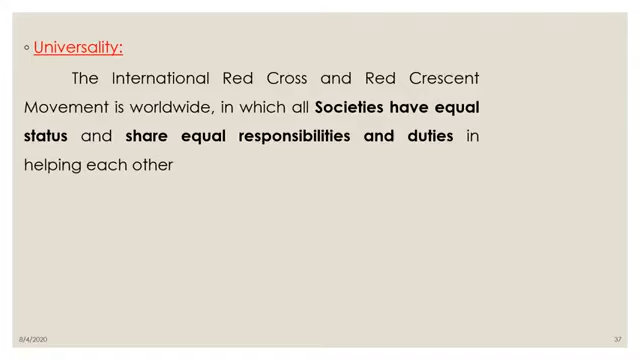 ◦ Universality:
The International Red Cross and Red Crescent
Movement is worldwide, in which all Societies have equal
status and share equal responsibilities and duties in
helping each other
8/4/2020
37